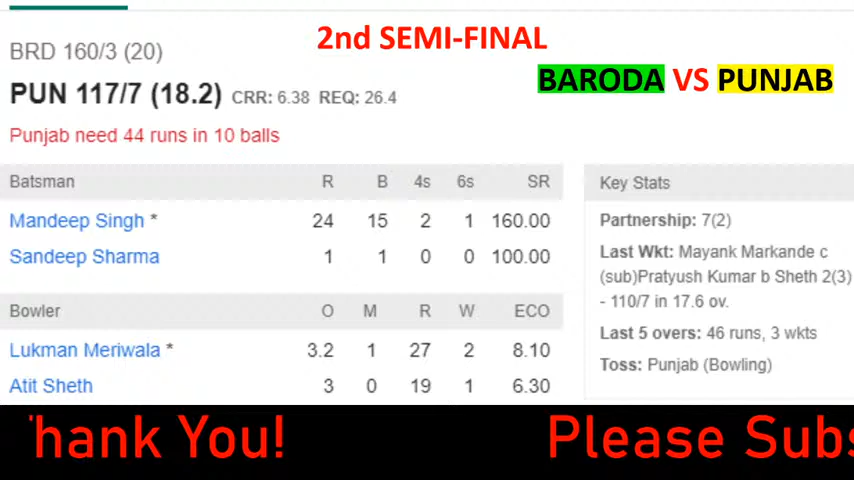 2nd SEMI-FINAL
BRD 160/3 (20)
BARODA VS PUNJAB
PUN 117/7 (18.2) CRR: 6.38 REQ: 26.4
Punjab need 44 runs in 10 balls
Batsman R B 4s 6s SR
Mandeep Singh * 24 15 2 1 160.00
Sandeep Sharma 1 1 0 0 100.00
Bowler O M R W ECO
Lukman Meriwala * 3.2 1 27 2 8.10
Atit Sheth 3 0 19 1 6.30
Key Stats
Partnership: 7(2)
Last Wkt: Mayank Markande c
(sub)Pratyush Kumar b Sheth 2(3)
- 110/7 in 17.6 ov.
Last 5 overs: 46 runs, 3 wkts
Toss: Punjab (Bowling)
hank You! Please Subs